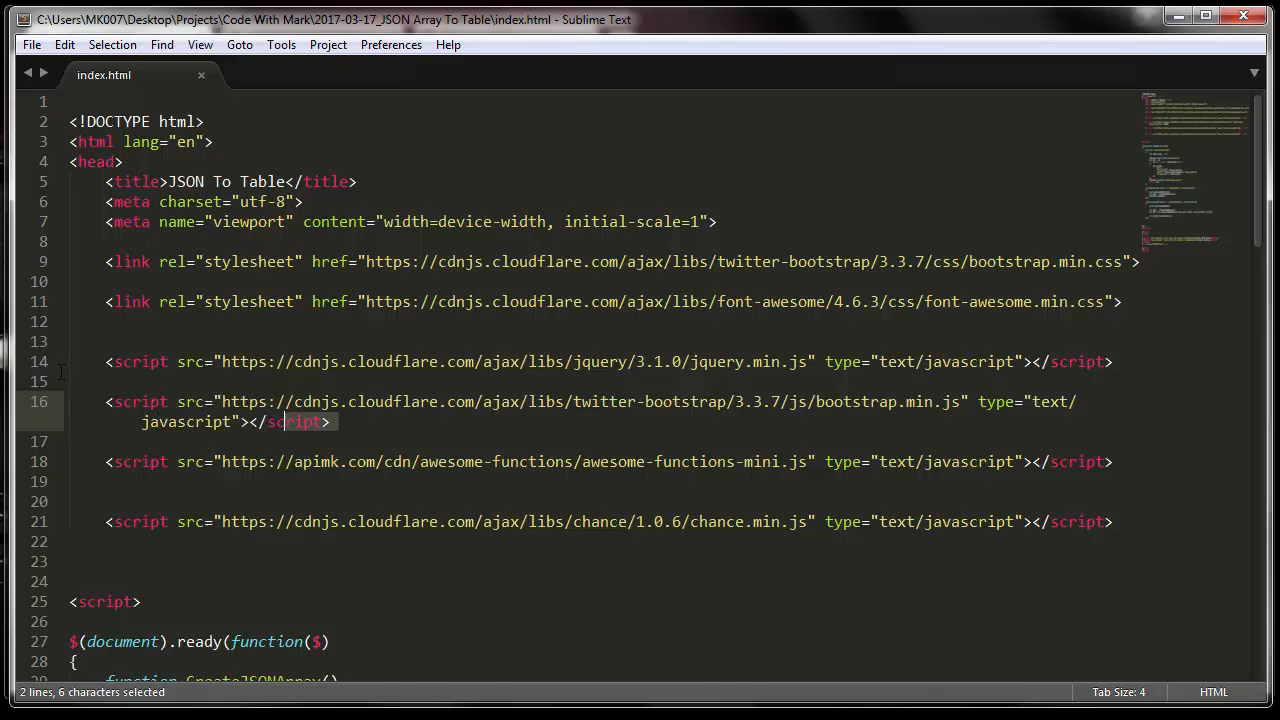 C:\Users\MK007\Desktop\Projects\Code With Mark\2017-03-17_JSON Array To Table\index.html - Sublime Text
File Edit Selection Find View Goto Tools Project Preferences Help
index.html ×
1
2 <!DOCTYPE html>
3 <html lang="en">
4 <head>
5 <title>JSON To Table</title>
6 <meta charset="utf-8">
7 <meta name="viewport" content="width=device-width, initial-scale=1">
8
9 <link rel="stylesheet" href="https://cdnjs.cloudflare.com/ajax/libs/twitter-bootstrap/3.3.7/css/bootstrap.min.css">
10
11 <link rel="stylesheet" href="https://cdnjs.cloudflare.com/ajax/libs/font-awesome/4.6.3/css/font-awesome.min.css">
12
13
14 <script src="https://cdnjs.cloudflare.com/ajax/libs/jquery/3.1.0/jquery.min.js" type="text/javascript"></script>
15
16 <script src="https://cdnjs.cloudflare.com/ajax/libs/twitter-bootstrap/3.3.7/js/bootstrap.min.js" type="text/
javascript"></script>
17
18 <script src="https://apimk.com/cdn/awesome-functions/awesome-functions-mini.js" type="text/javascript"></script>
19
20
21 <script src="https://cdnjs.cloudflare.com/ajax/libs/chance/1.0.6/chance.min.js" type="text/javascript"></script>
22
23
24
25 <script>
26
27 $(document).ready(function($)
28 {
29 function CreateJSONArray()
2 lines, 6 characters selected Tab Size: 4 HTML